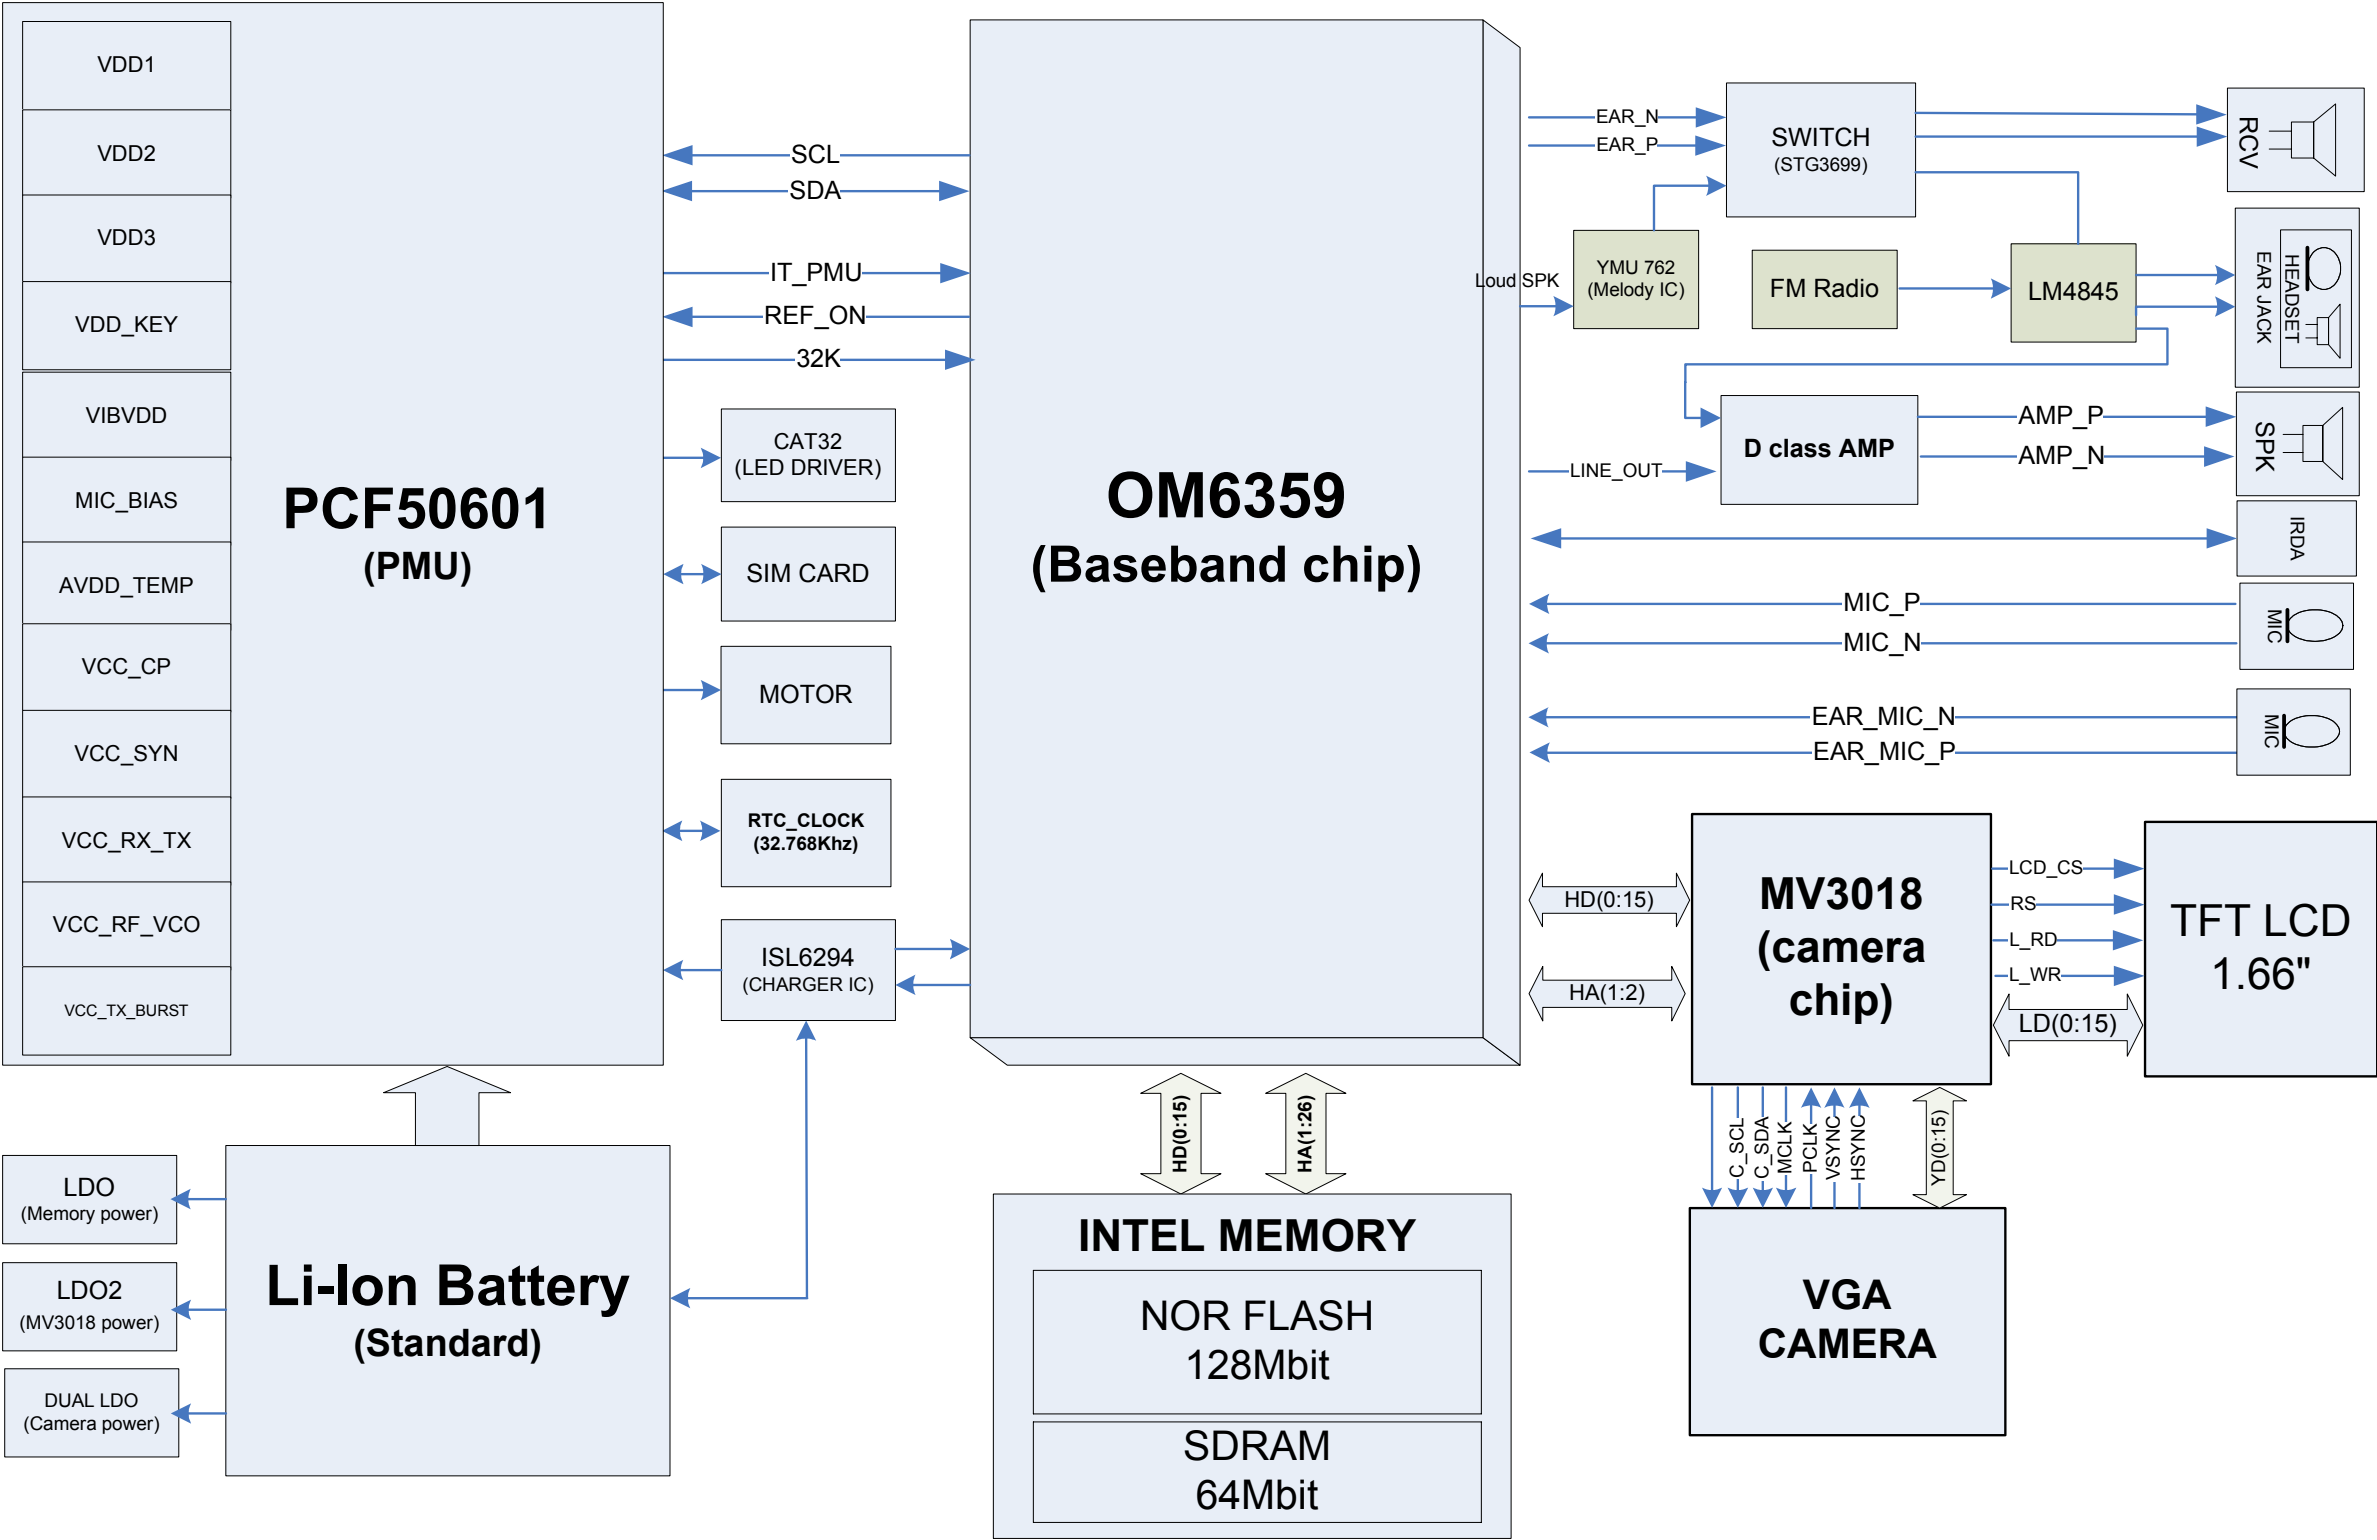 VDD1
VDD2
VDD3
VDD_KEY
VIBVDD
MIC_BIAS
AVDD_TEMP
VCC_CP
VCC_SYN
VCC_RX_TX
VCC_RF_VCO
VCC_TX_BURST
PCF50601
(PMU)
SCL
SDA
IT_PMU
REF_ON
32K
CAT32
(LED DRIVER)
SIM CARD
MOTOR
RTC_CLOCK
(32.768Khz)
ISL6294
(CHARGER IC)
OM6359
(Baseband chip)
EAR_N
EAR_P
SWITCH
(STG3699)
RCV
Loud SPK
YMU 762
(Melody IC)
FM Radio
LM4845
HEADSET
EAR JACK
D class AMP
LINE_OUT
AMP_P
AMP_N
SPK
IRDA
MIC_P
MIC_N
MIC
EAR_MIC_N
EAR_MIC_P
MIC
HD(0:15)
HA(1:2)
MV3018
(camera
chip)
LCD_CS
RS
L_RD
L_WR
LD(0:15)
TFT LCD
1.66"
C_SCL
C_SDA
MCLK
PCLK
VSYNC
HSYNC
YD(0:15)
VGA
CAMERA
HD(0:15)
HA(1:26)
INTEL MEMORY
NOR FLASH
128Mbit
SDRAM
64Mbit
LDO
(Memory power)
LDO2
(MV3018 power)
DUAL LDO
(Camera power)
Li-Ion Battery
(Standard)